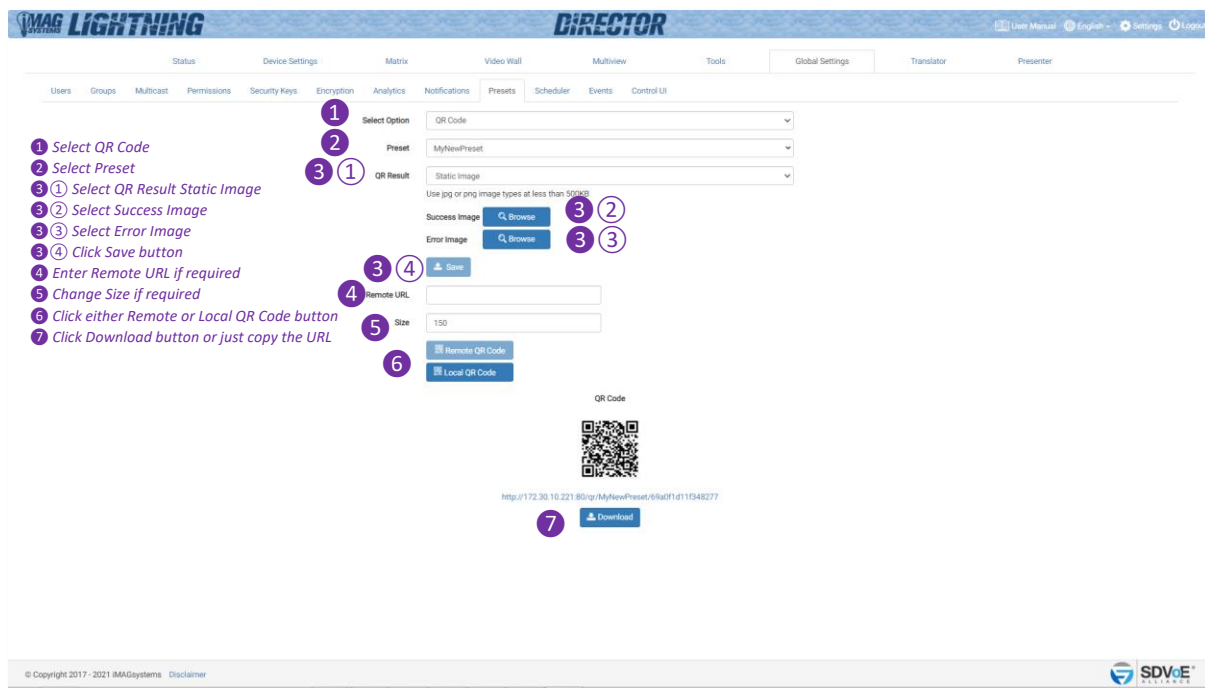 iMAG SYSTEMS LIGHTNING
DIRECTOR
User Manual English Settings Logout
Status Device Settings Matrix Video Wall Multiview Tools Global Settings Translator Presenter
Users Groups Multicast Permissions Security Keys Encryption Analytics Notifications Presets Scheduler Events Control UI
1 Select Option QR Code
2 Preset MyNewPreset
3 1 QR Result Static Image
Use jpg or png image types at less than 500KB
Success Image Browse 3 2
Error Image Browse 3 3
3 4 Save
4 Remote URL
5 Size 150
6 Remote QR Code
Local QR Code
1 Select QR Code
2 Select Preset
3 1 Select QR Result Static Image
3 2 Select Success Image
3 3 Select Error Image
3 4 Click Save button
4 Enter Remote URL if required
5 Change Size if required
6 Click either Remote or Local QR Code button
7 Click Download button or just copy the URL
QR Code
http://172.30.10.221:80/qr/MyNewPreset/69a0f1d11f348277
7 Download
© Copyright 2017 - 2021 iMAGsystems Disclaimer
SDVoE
ALLIANCE